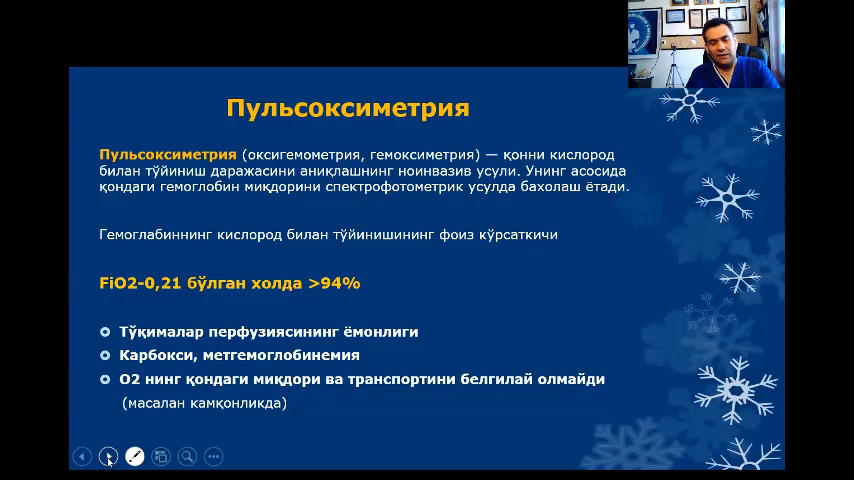 Пульсоксиметрия
Пульсоксиметрия (оксигемометрия, гемоксиметрия) — қонни кислород
билан тўйиниш даражасини аниқлашнинг ноинвазив усули. Унинг асосида
қондаги гемоглобин миқдорини спектрофотометрик усулда бахолаш ётади.
Гемоглабиннинг кислород билан тўйинишининг фоиз кўрсаткичи
FiO2-0,21 бўлган холда >94%
Тўқималар перфузиясининг ёмонлиги
Карбокси, метгемоглобинемия
О2 нинг қондаги миқдори ва транспортини белгилай олмайди
(масалан камқонликда)